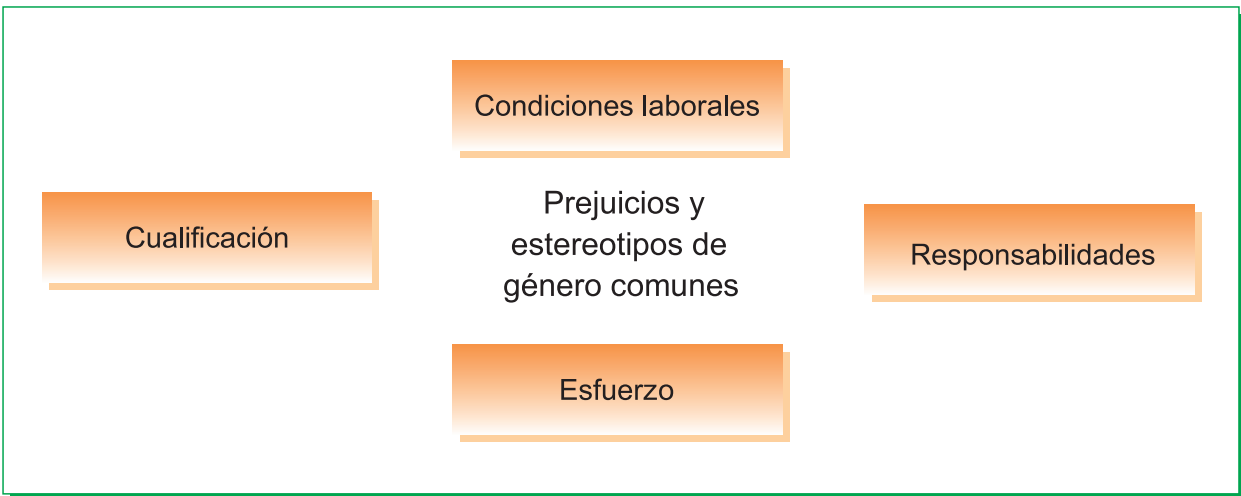 Condiciones laborales
Cualificación
Prejuicios y
estereotipos de
género comunes
Responsabilidades
Esfuerzo